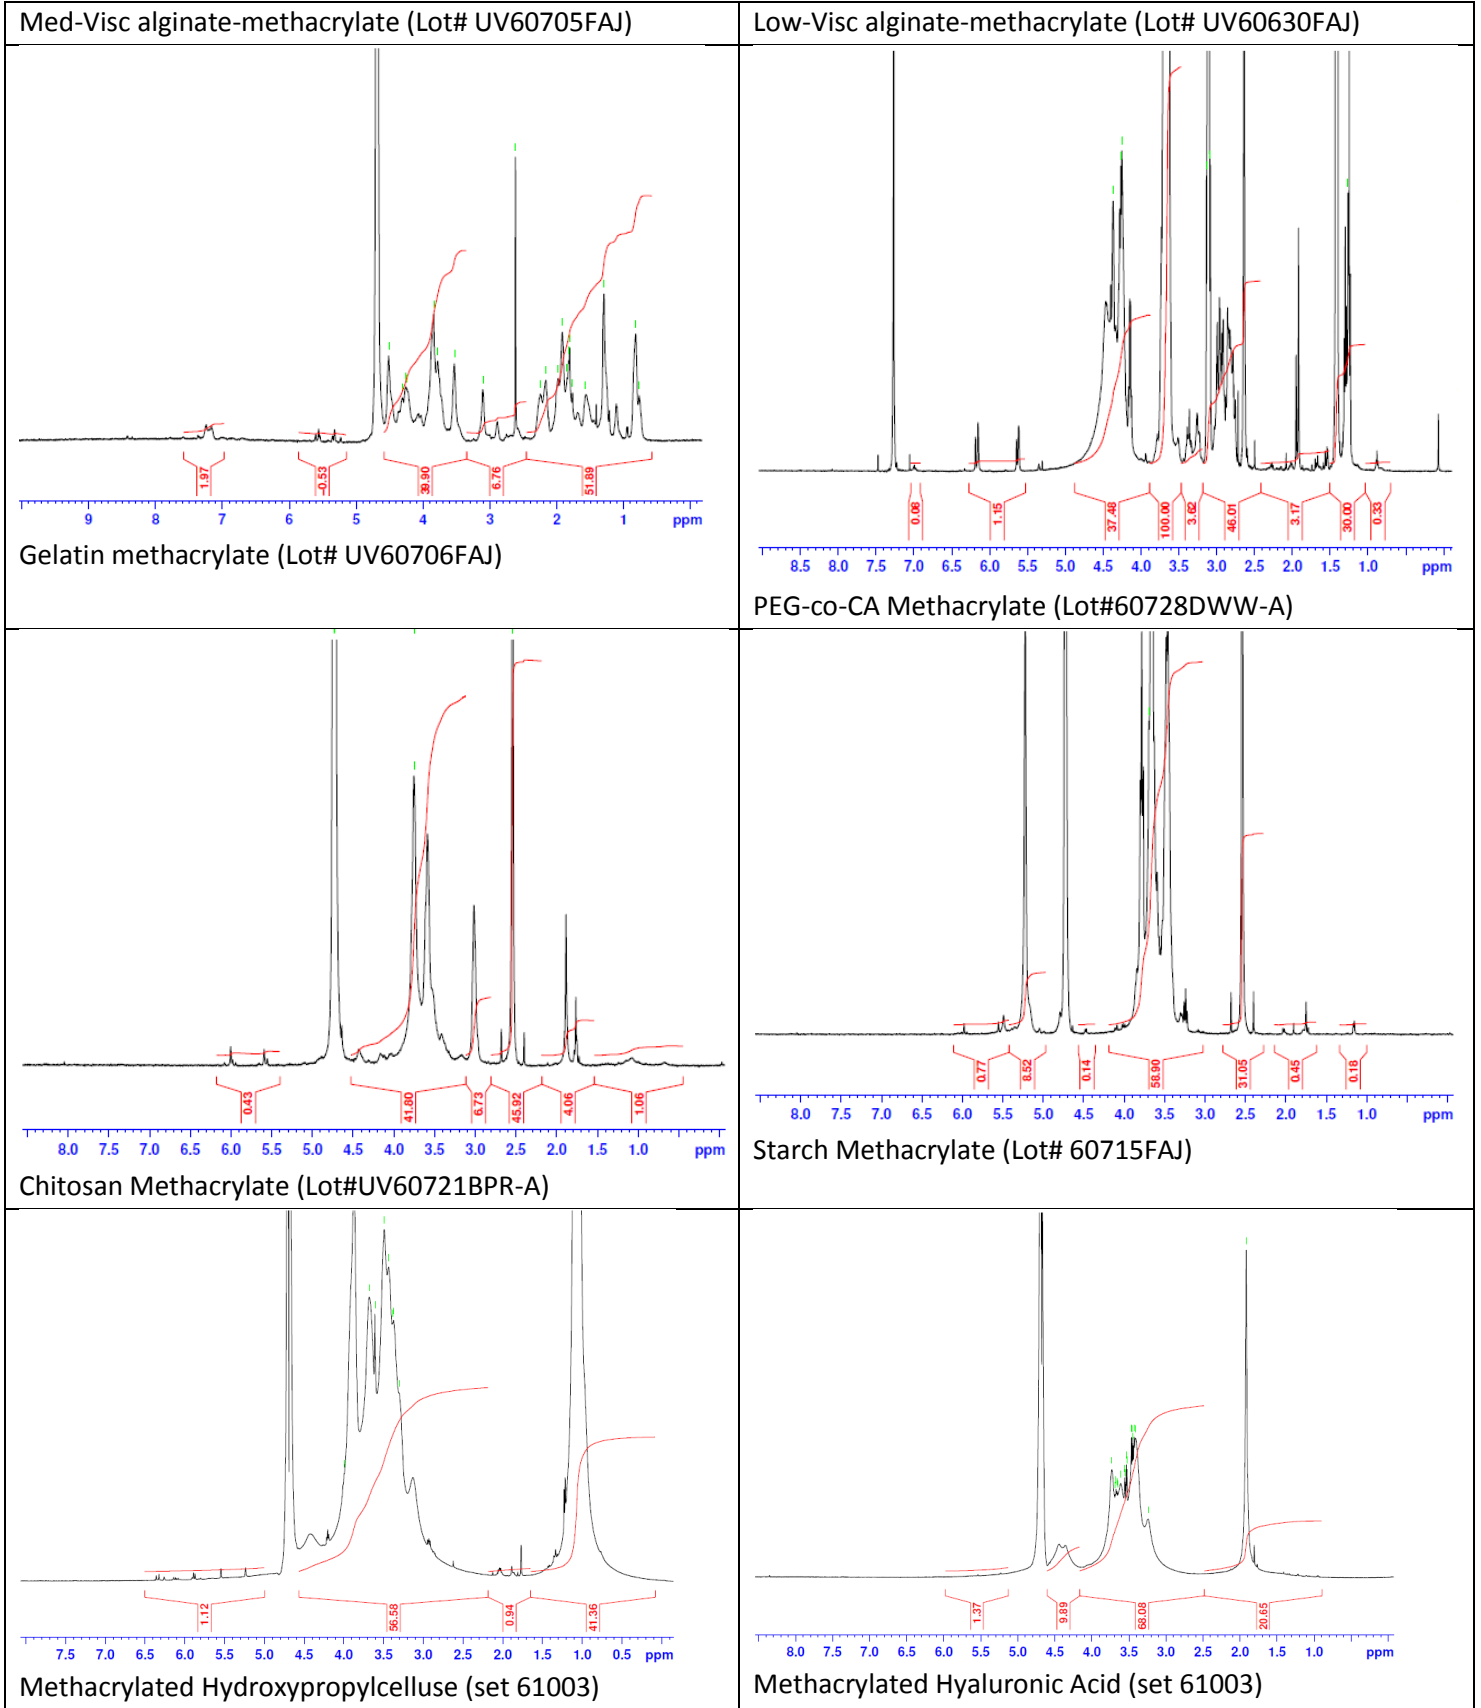 Med-Visc alginate-methacrylate (Lot# UV60705FAJ)
Low-Visc alginate-methacrylate (Lot# UV60630FAJ)
1.97
-0.53
39.90
6.76
51.89
9 8 7 6 5 4 3 2 1 ppm
Gelatin methacrylate (Lot# UV60706FAJ)
0.06
1.15
37.48
100.00
3.62
46.01
3.17
30.00
0.33
8.5 8.0 7.5 7.0 6.5 6.0 5.5 5.0 4.5 4.0 3.5 3.0 2.5 2.0 1.5 1.0 ppm
PEG-co-CA Methacrylate (Lot#60728DWW-A)
0.43
41.80
6.73
45.92
4.06
1.06
8.0 7.5 7.0 6.5 6.0 5.5 5.0 4.5 4.0 3.5 3.0 2.5 2.0 1.5 1.0 ppm
Chitosan Methacrylate (Lot#UV60721BPR-A)
0.77
8.52
0.14
58.90
31.05
0.45
0.18
8.0 7.5 7.0 6.5 6.0 5.5 5.0 4.5 4.0 3.5 3.0 2.5 2.0 1.5 1.0 ppm
Starch Methacrylate (Lot# 60715FAJ)
1.12
56.58
0.94
41.36
7.5 7.0 6.5 6.0 5.5 5.0 4.5 4.0 3.5 3.0 2.5 2.0 1.5 1.0 0.5 ppm
Methacrylated Hydroxypropylcelluse (set 61003)
1.37
9.89
68.08
20.65
8.0 7.5 7.0 6.5 6.0 5.5 5.0 4.5 4.0 3.5 3.0 2.5 2.0 1.5 1.0 ppm
Methacrylated Hyaluronic Acid (set 61003)